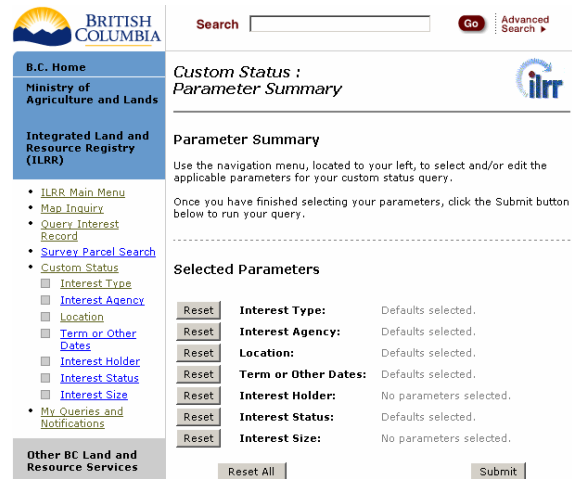 BRITISH
COLUMBIA
Search
Go
Advanced
Search ▶
B.C. Home
Ministry of
Agriculture and Lands
Integrated Land and
Resource Registry
(ILRR)
• ILRR Main Menu
• Map Inquiry
• Query Interest
Record
• Survey Parcel Search
• Custom Status
Interest Type
Interest Agency
Location
Term or Other
Dates
Interest Holder
Interest Status
Interest Size
• My Queries and
Notifications
Other BC Land and
Resource Services
Custom Status :
Parameter Summary
ilrr
Parameter Summary
Use the navigation menu, located to your left, to select and/or edit the
applicable parameters for your custom status query.
Once you have finished selecting your parameters, click the Submit button
below to run your query.
Selected Parameters
Reset Interest Type: Defaults selected.
Reset Interest Agency: Defaults selected.
Reset Location: Defaults selected.
Reset Term or Other Dates: Defaults selected.
Reset Interest Holder: No parameters selected.
Reset Interest Status: Defaults selected.
Reset Interest Size: No parameters selected.
Reset All Submit